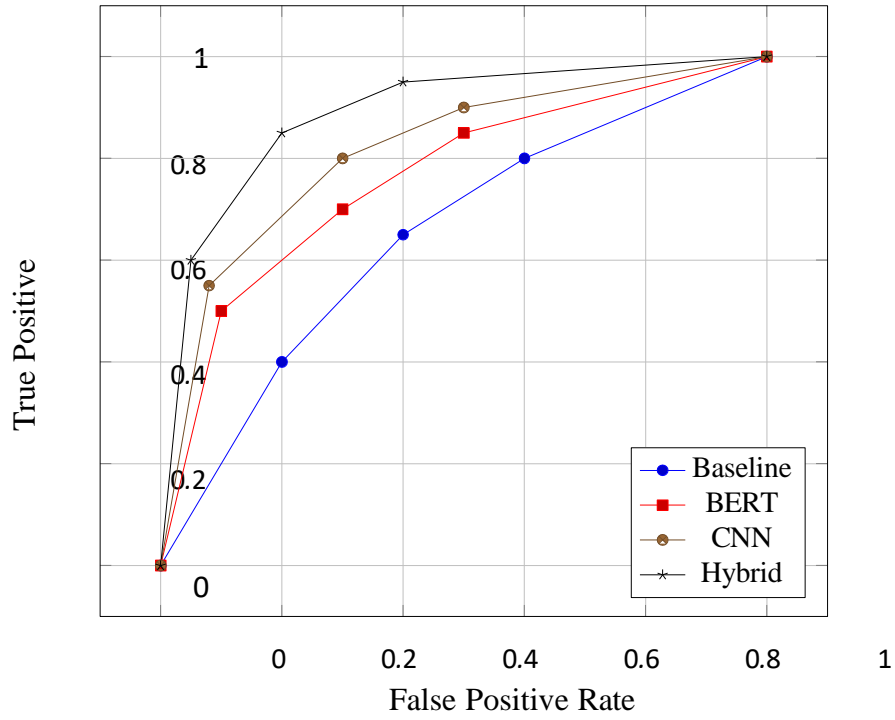 1
0.8
0.6
0.4
0.2
0
True Positive
Baseline
BERT
CNN
Hybrid
0 0.2 0.4 0.6 0.8 1
False Positive Rate